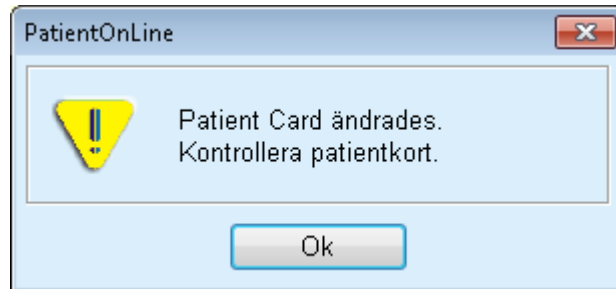 PatientOnLine
Patient Card ändrades.
Kontrollera patientkort.
Ok